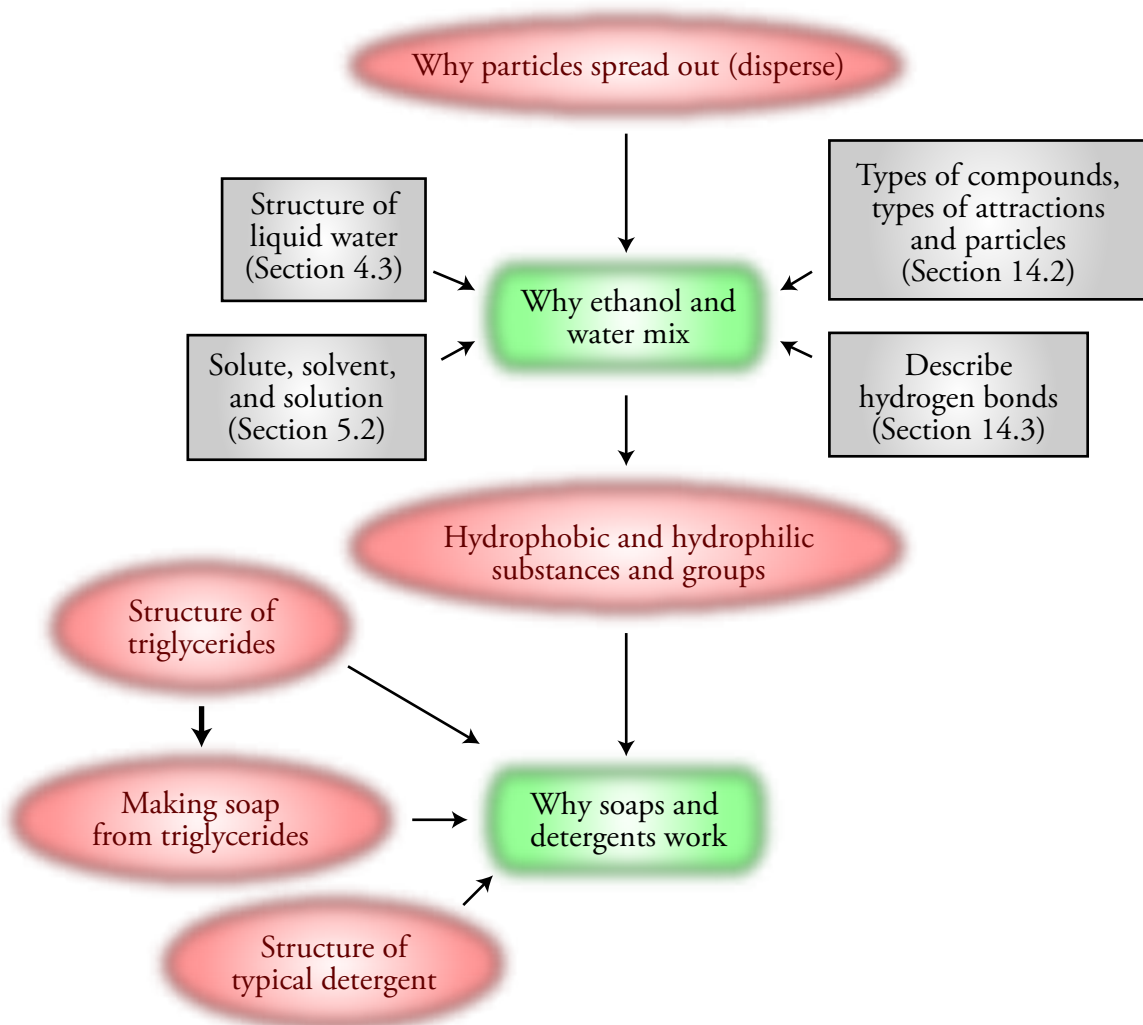 Why particles spread out (disperse)
Structure of
liquid water
(Section 4.3)
Types of compounds,
types of attractions
and particles
(Section 14.2)
Why ethanol and
water mix
Solute, solvent,
and solution
(Section 5.2)
Describe
hydrogen bonds
(Section 14.3)
Hydrophobic and hydrophilic
substances and groups
Structure of
triglycerides
Making soap
from triglycerides
Why soaps and
detergents work
Structure of
typical detergent